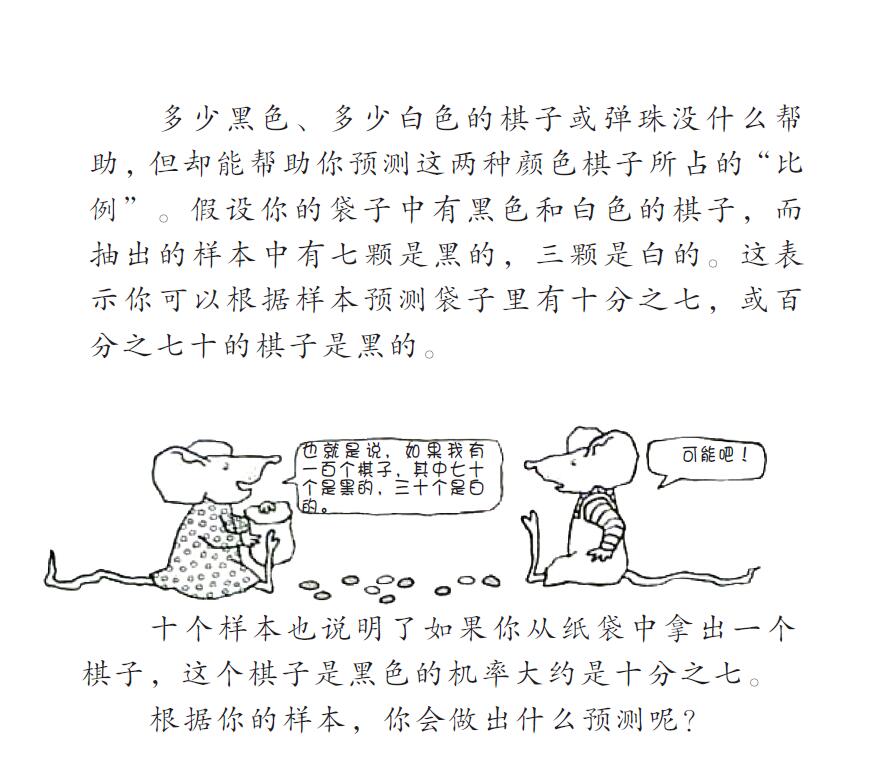 多少黑色、多少白色的棋子或弹珠没什么帮
助，但却能帮助你预测这两种颜色棋子所占的“比
例”。假设你的袋子中有黑色和白色的棋子，而
抽出的样本中有七颗是黑的，三颗是白的。这表
示你可以根据样本预测袋子里有十分之七，或百
分之七十的棋子是黑的。
也就是说，如果我有
一百个棋子，其中七十
个是黑的，三十个是白
的。
可能吧！
十个样本也说明了如果你从纸袋中拿出一个
棋子，这个棋子是黑色的机率大约是十分之七。
根据你的样本，你会做出什么预测呢？